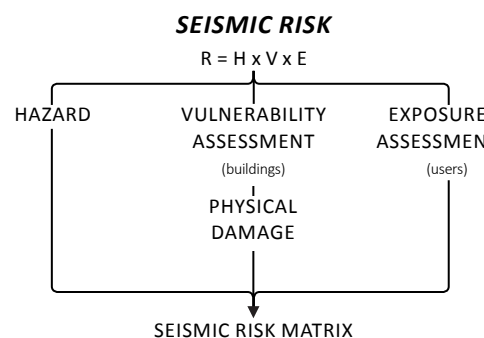 SEISMIC RISK
R = H x V x E
HAZARD
VULNERABILITY
ASSESSMENT
(buildings)
PHYSICAL
DAMAGE
EXPOSURE
ASSESSMEN
(users)
SEISMIC RISK MATRIX